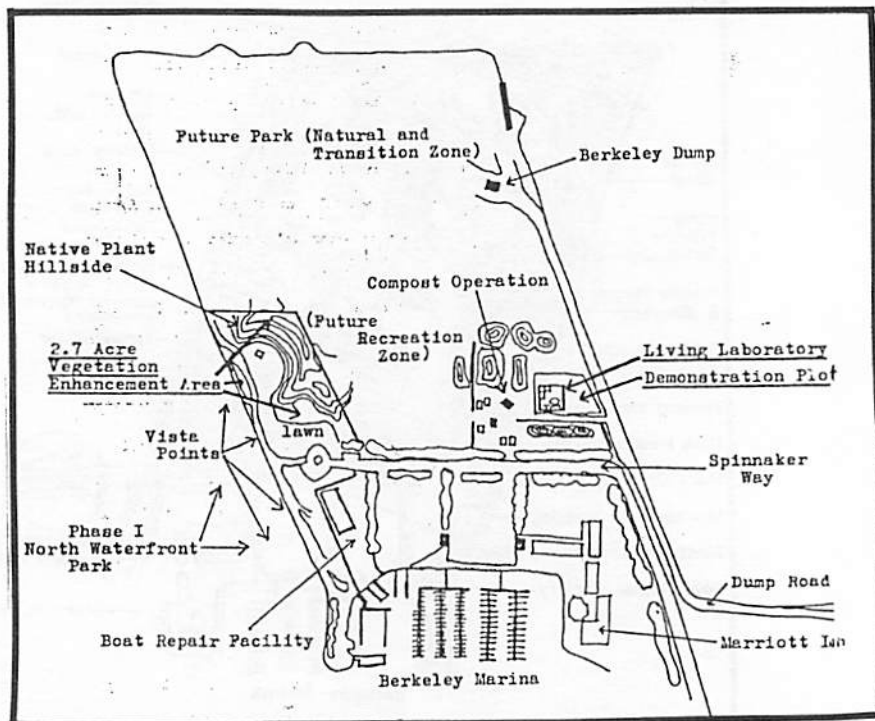 Future Park (Natural and
Transition Zone)
Berkeley Dump
Native Plant
Hillside
Compost Operation
(Future
Recreation
Zone)
2.7 Acre
Vegetation
Enhancement Area
Living Laboratory
Demonstration Plot
lawn
Vista
Points
Spinnaker
Way
Phase I
North Waterfront
Park
Dump Road
Boat Repair Facility
Marriott Inn
Berkeley Marina